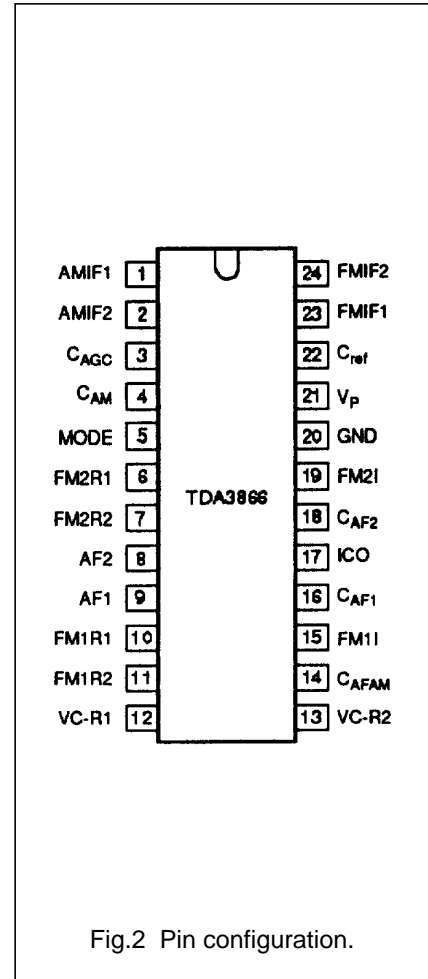 AMIF1 1 24 FMIF2
AMIF2 2 23 FMIF1
CAGC 3 22 Cref
CAM 4 21 VP
MODE 5 20 GND
FM2R1 6 19 FM2I
FM2R2 7 TDA3866 18 CAF2
AF2 8 17 ICO
AF1 9 16 CAF1
FM1R1 10 15 FM1I
FM1R2 11 14 CAFAM
VC-R1 12 13 VC-R2
Fig.2 Pin configuration.